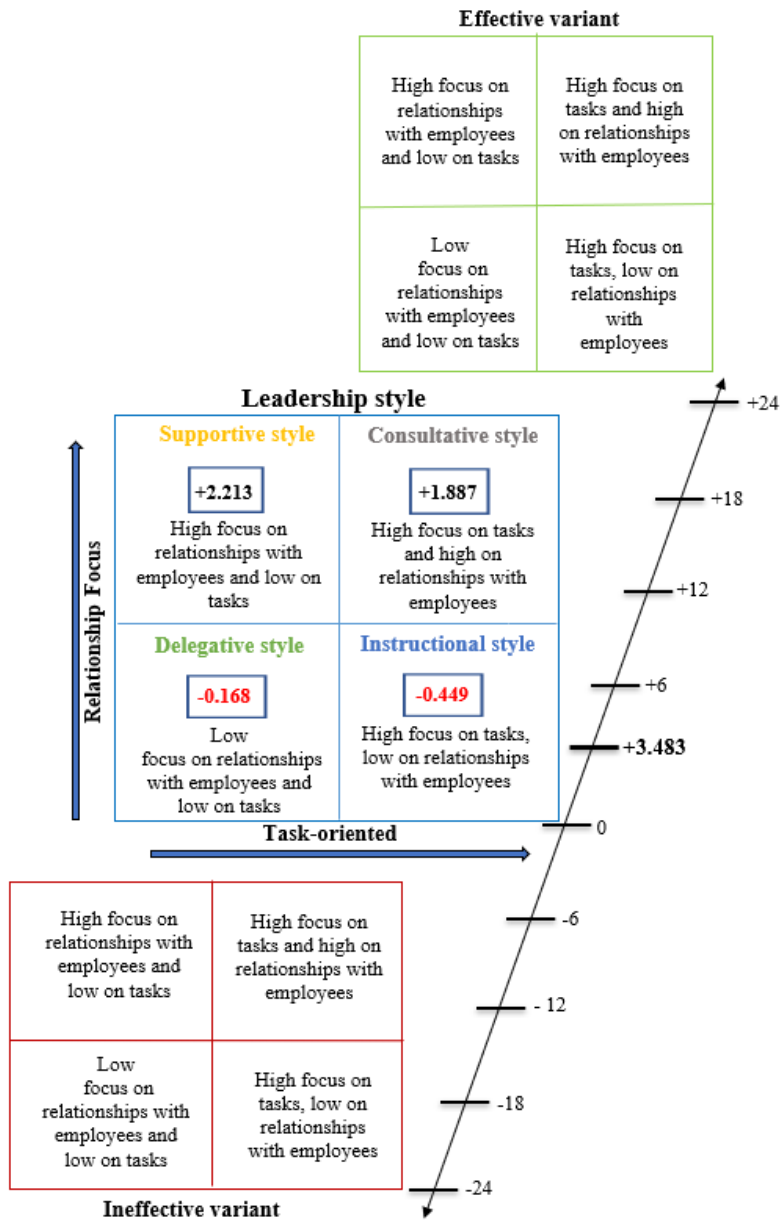 Effective variant
High focus on
relationships
with employees
and low on tasks
High focus on
tasks and high
on relationships
with employees
Low
focus on
relationships
with employees
and low on tasks
High focus on
tasks, low on
relationships
with
employees
Leadership style
Supportive style
+2.213
High focus on
relationships with
employees and low on
tasks
Consultative style
+1.887
High focus on tasks
and high on
relationships with
employees
Delegative style
-0.168
Low
focus on relationships
with employees and
low on tasks
Instructional style
-0.449
High focus on tasks,
low on relationships
with employees
Relationship Focus
Task-oriented
+24
+18
+12
+6
+3.483
0
-6
- 12
-18
-24
High focus on
relationships with
employees and
low on tasks
High focus on
tasks and high on
relationships with
employees
Low
focus on
relationships with
employees and
low on tasks
High focus on
tasks, low on
relationships
with employees
Ineffective variant